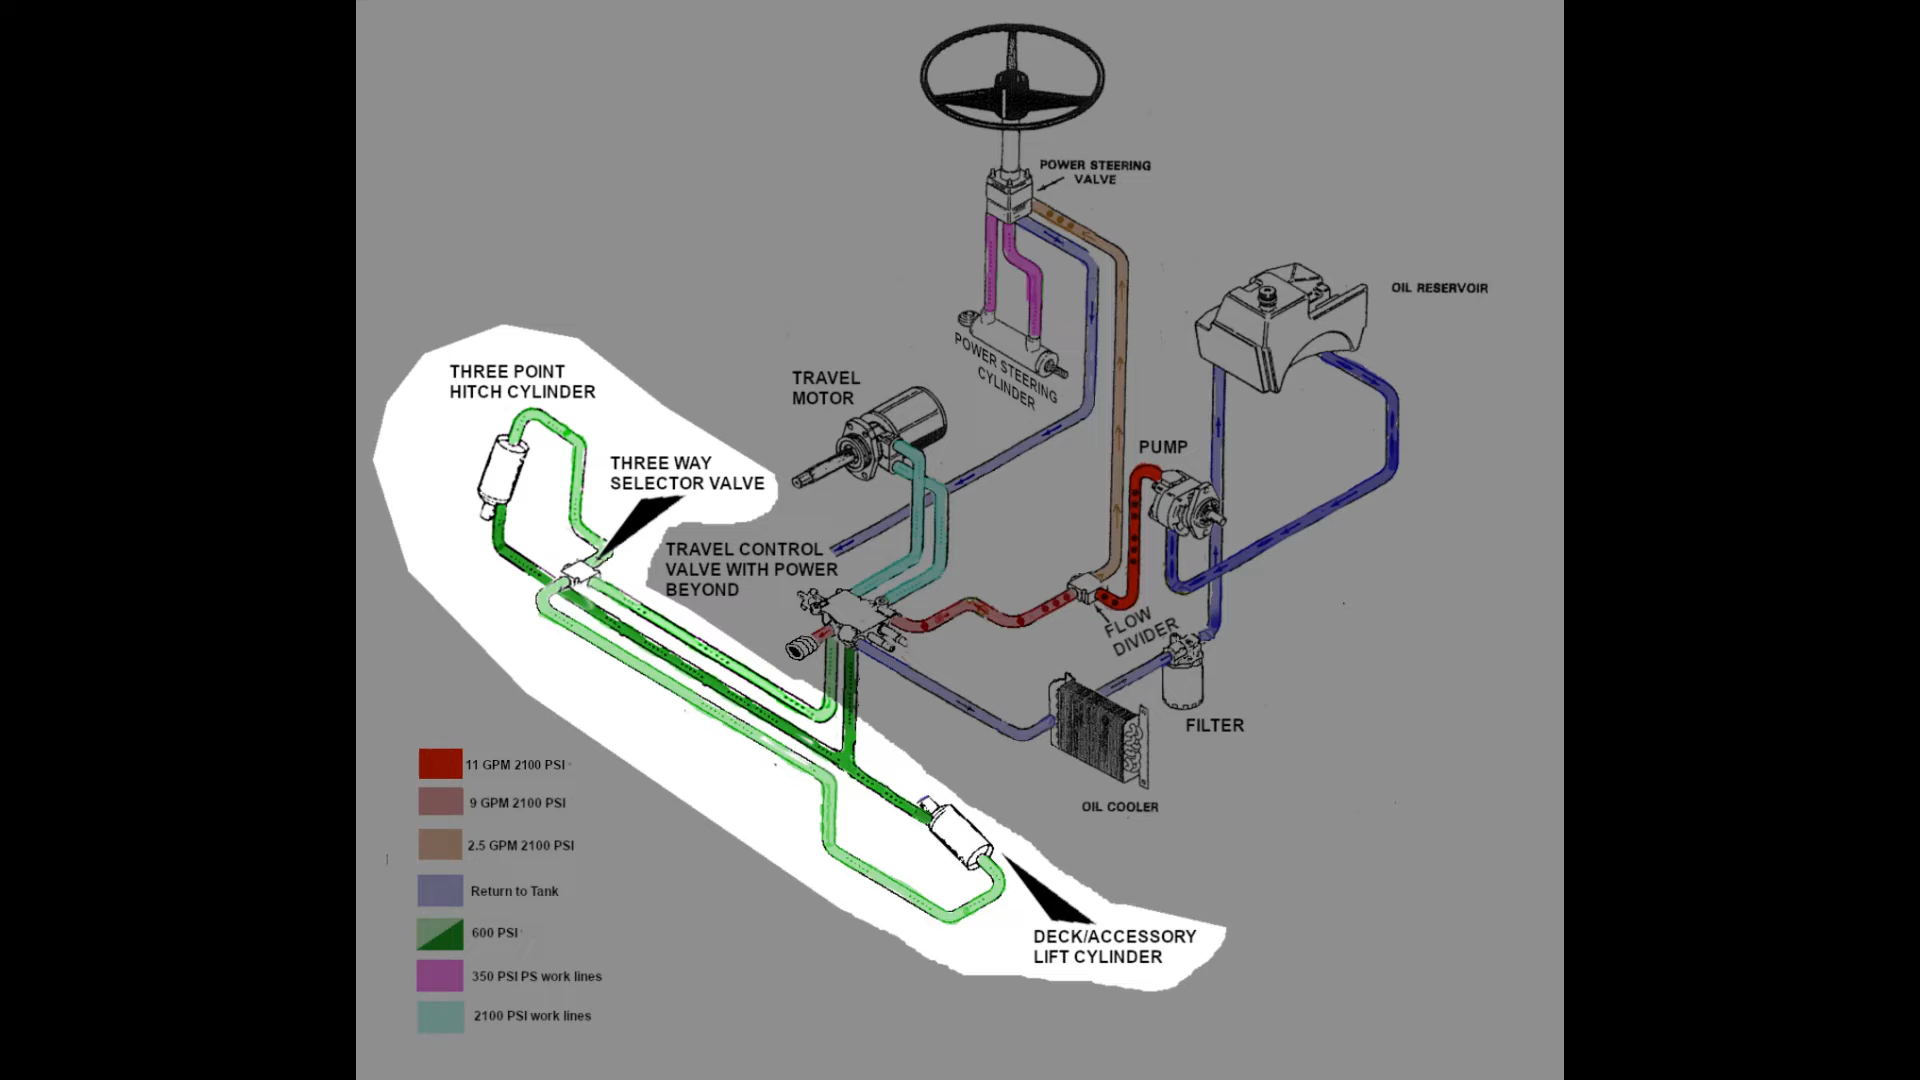 POWER STEERING
VALVE
OIL RESERVOIR
POWER STEERING
CYLINDER
THREE POINT
HITCH CYLINDER
TRAVEL
MOTOR
PUMP
THREE WAY
SELECTOR VALVE
TRAVEL CONTROL
VALVE WITH POWER
BEYOND
FLOW
DIVIDER
FILTER
OIL COOLER
11 GPM 2100 PSI
9 GPM 2100 PSI
2.5 GPM 2100 PSI
Return to Tank
600 PSI
350 PSI PS work lines
2100 PSI work lines
DECK/ACCESSORY
LIFT CYLINDER